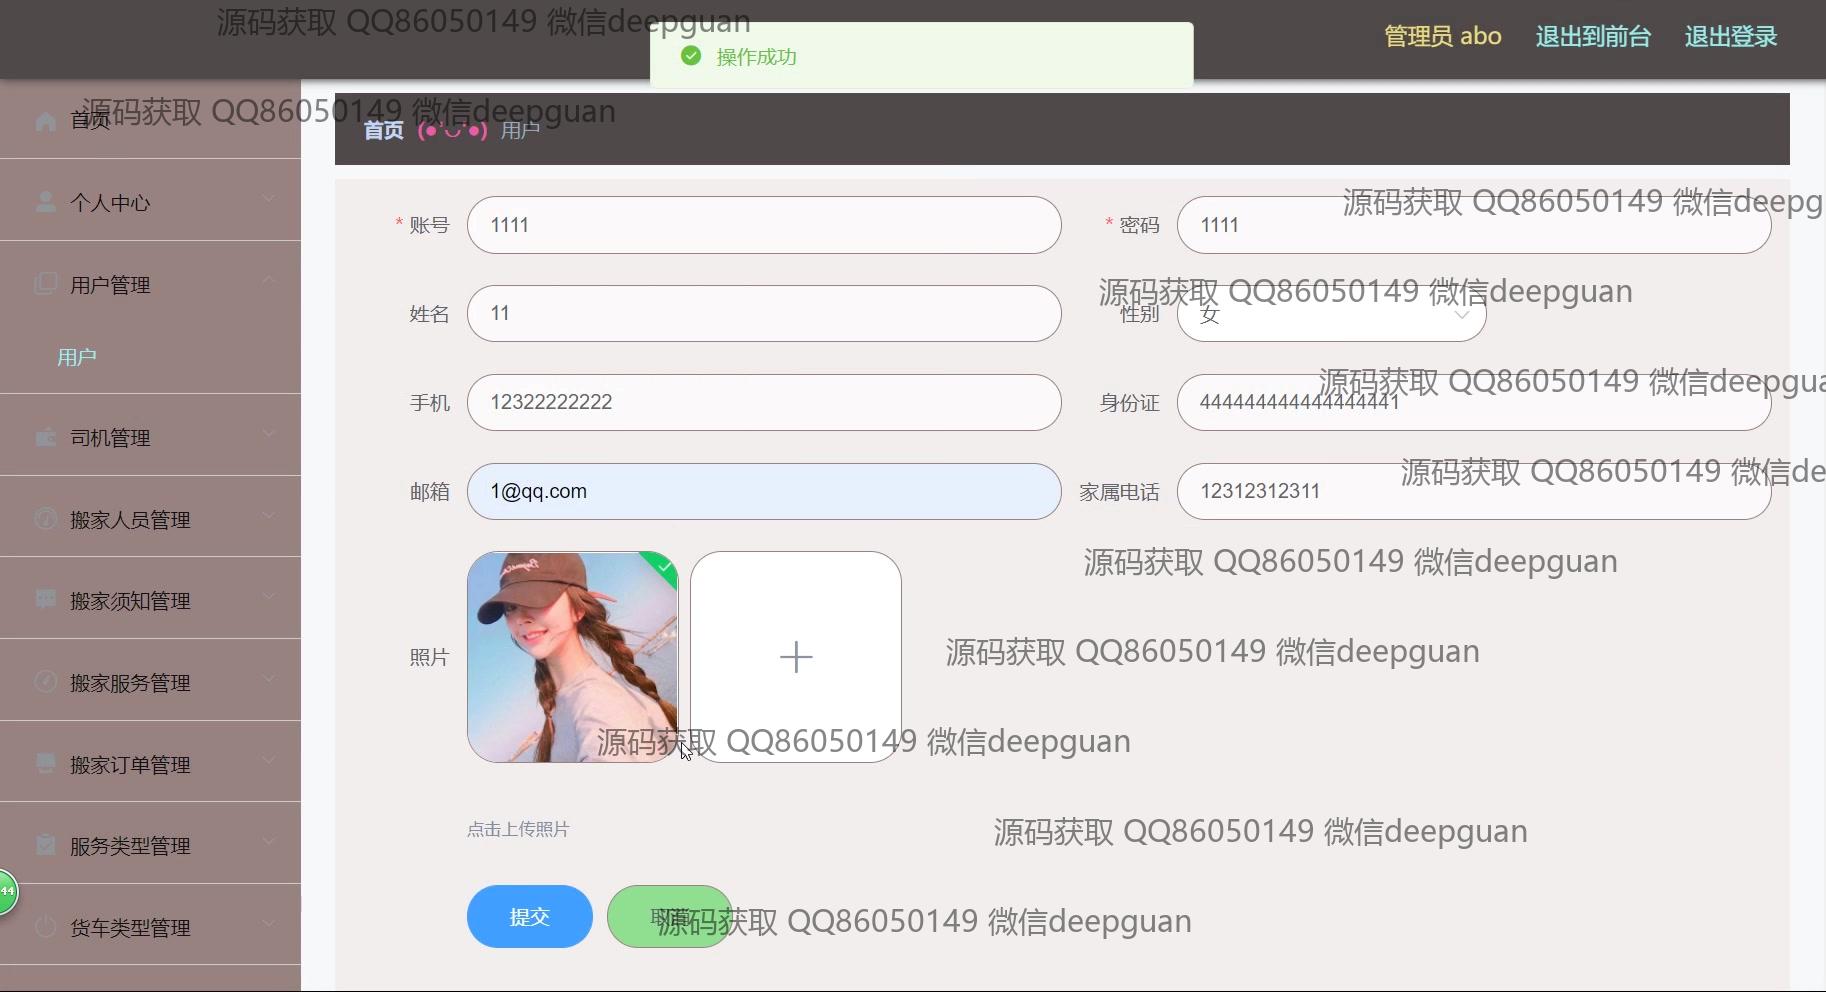 源码获取 QQ86050149 微信deepguan
操作成功
管理员 abo
退出到前台
退出登录
源码获取 QQ86050149 微信deepguan
首页
个人中心
用户管理
用户
司机管理
搬家人员管理
搬家须知管理
搬家服务管理
搬家订单管理
服务类型管理
货车类型管理
44
首页 (●'◡'●) 用户
* 账号 1111
* 密码 1111
源码获取 QQ86050149 微信deepg
源码获取 QQ86050149 微信deepguan
姓名 11
性别 女
源码获取 QQ86050149 微信deepgua
手机 12322222222
身份证 444444444444444441
源码获取 QQ86050149 微信de
邮箱 1@qq.com
家属电话 12312312311
源码获取 QQ86050149 微信deepguan
照片
源码获取 QQ86050149 微信deepguan
源码获取 QQ86050149 微信deepguan
点击上传照片
源码获取 QQ86050149 微信deepguan
提交
取消
源码获取 QQ86050149 微信deepguan